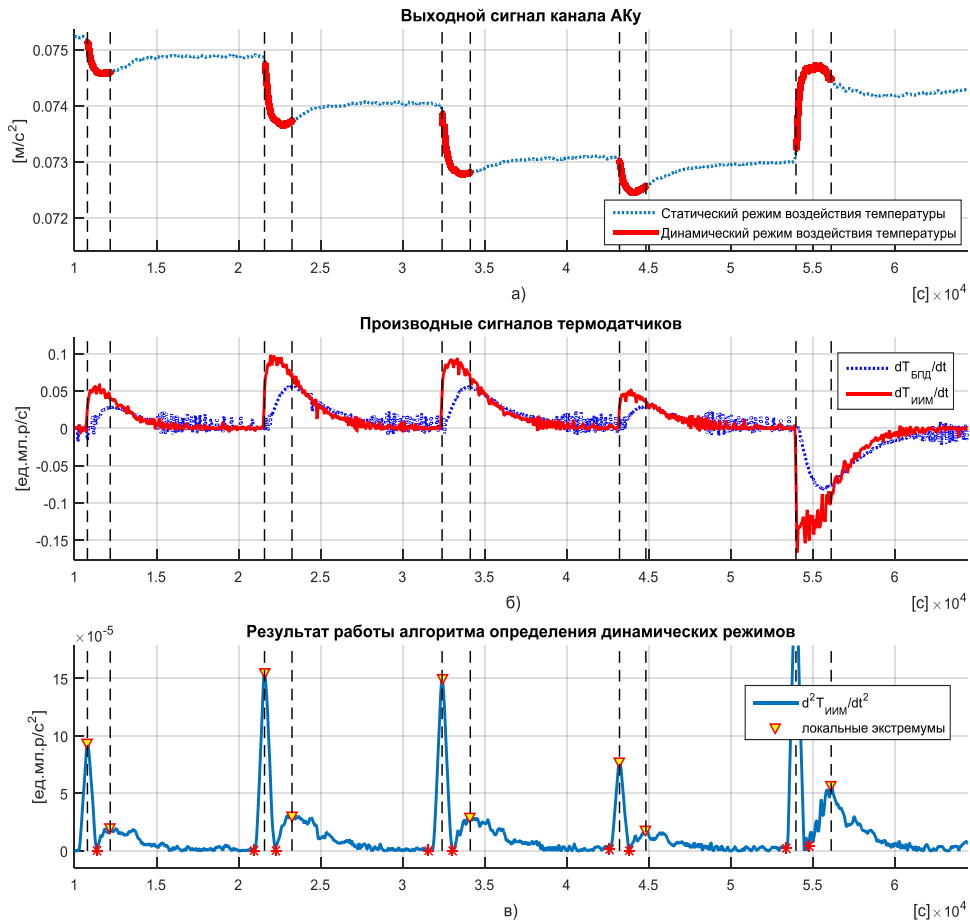 Выходной сигнал канала АКу
0.075
0.074
0.073
0.072
[м/с²]
Статический режим воздействия температуры
Динамический режим воздействия температуры
1 1.5 2 2.5 3 3.5 4 4.5 5 5.5 6
а) [с] ×10⁴
Производные сигналов термодатчиков
0.1
0.05
0
-0.05
-0.1
-0.15
[ед.мл.р/с]
dT_БПД/dt
dT_ИИМ/dt
1 1.5 2 2.5 3 3.5 4 4.5 5 5.5 6
б) [с] ×10⁴
Результат работы алгоритма определения динамических режимов
×10⁻⁵
15
10
5
0
[ед.мл.р/с²]
d²T_ИИМ/dt²
локальные экстремумы
1 1.5 2 2.5 3 3.5 4 4.5 5 5.5 6
в) [с] ×10⁴